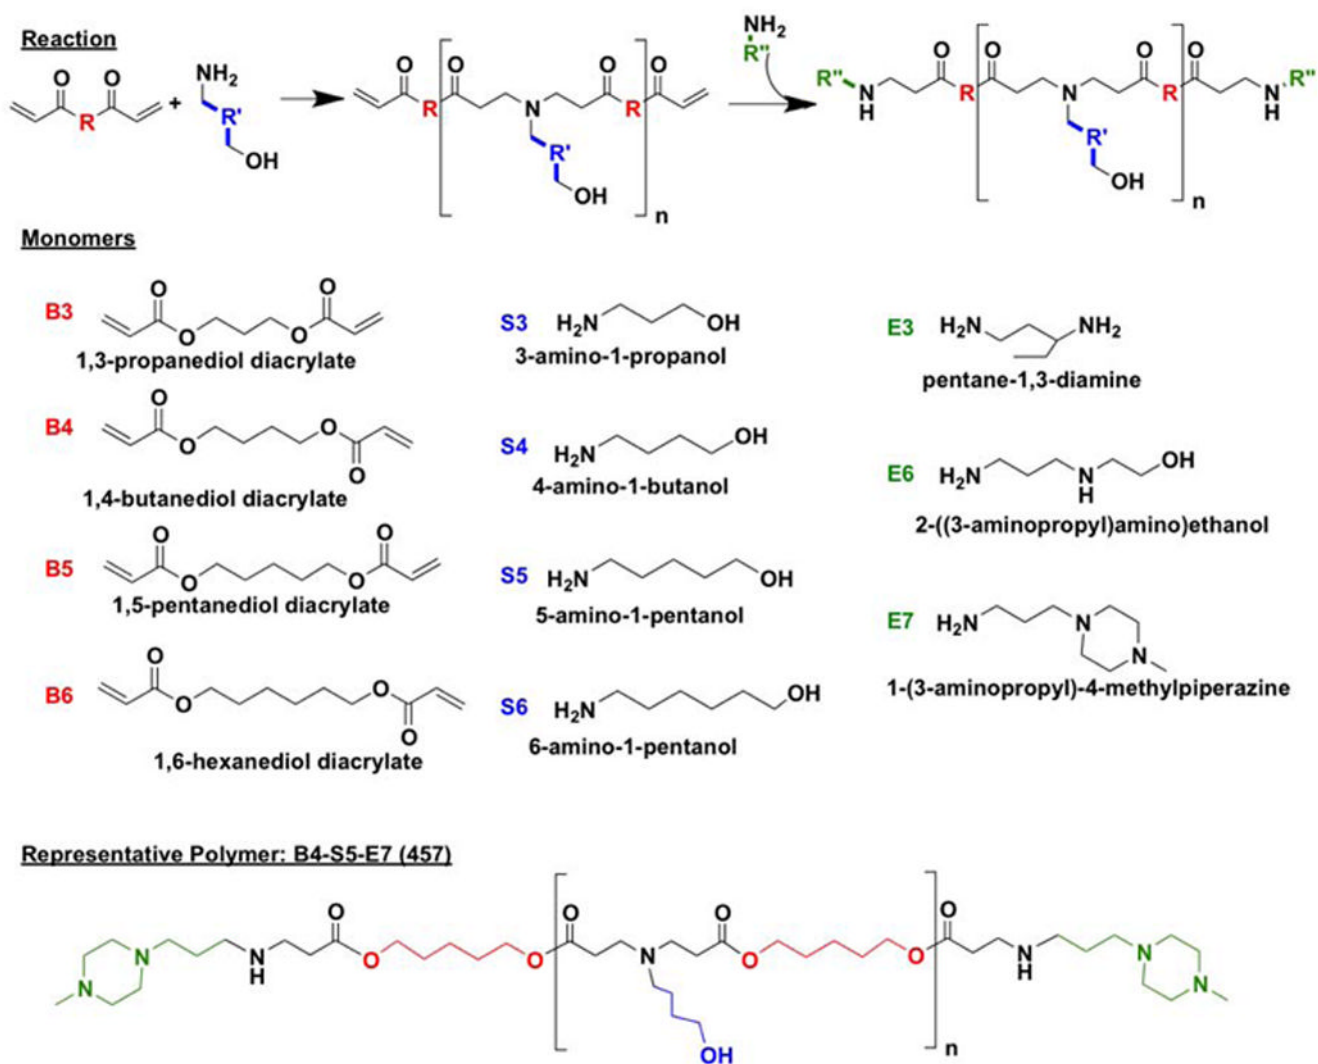 Reaction
O O
R
+
NH2
R'
OH
O O
R
N
R'
OH
O O
R
n
NH2
R"
R"
N
H
O O
R
N
R'
OH
O O
R
N
H
R"
n
Monomers
B3
O O
O O
1,3-propanediol diacrylate
S3
H2N OH
3-amino-1-propanol
E3
H2N NH2
pentane-1,3-diamine
B4
O
O O
O
1,4-butanediol diacrylate
S4
H2N OH
4-amino-1-butanol
E6
H2N N
H
OH
2-((3-aminopropyl)amino)ethanol
B5
O O
O O
1,5-pentanediol diacrylate
S5
H2N OH
5-amino-1-pentanol
E7
H2N N
N
1-(3-aminopropyl)-4-methylpiperazine
B6
O
O O
O
1,6-hexanediol diacrylate
S6
H2N OH
6-amino-1-pentanol
Representative Polymer: B4-S5-E7 (457)
N
N
N
H
O
O O
O
N
OH
O
O O
n
O
N
H
N
N